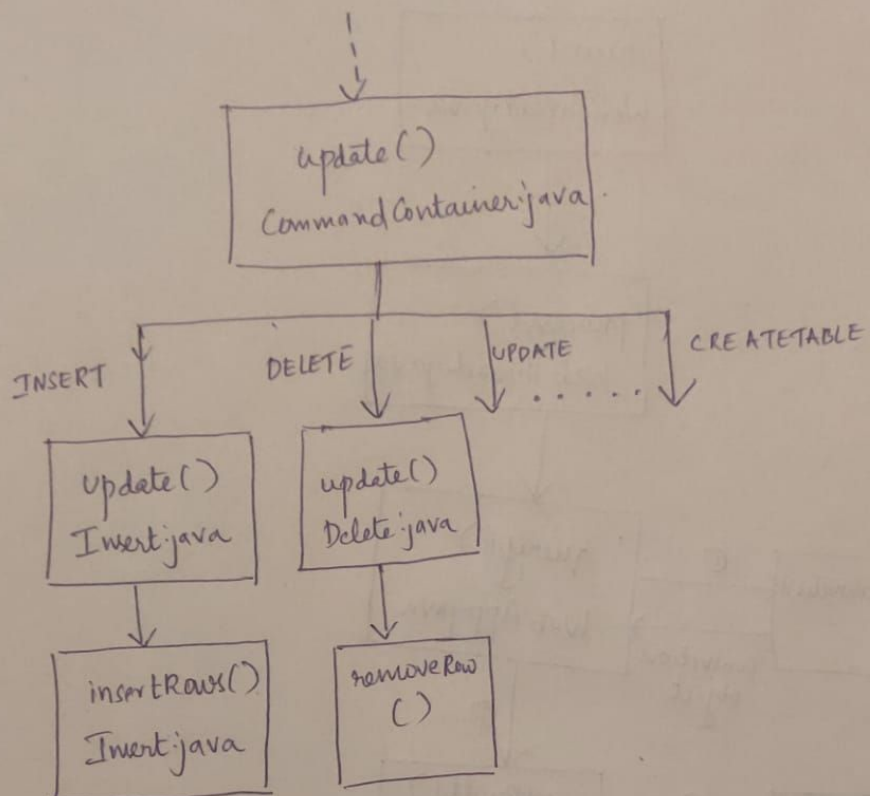 update()
CommandContainer.java
INSERT
DELETE
UPDATE
CREATETABLE
. . . . . .
update()
Insert.java
update()
Delete.java
insertRows()
Insert.java
removeRow
()